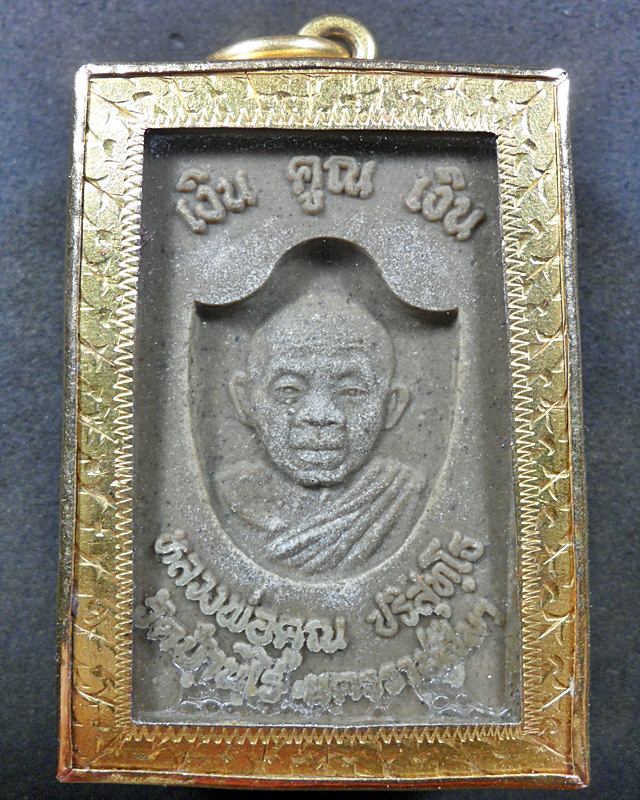 เงิน คูณ เงิน
หลวงพ่อคูณ ปริสุทฺโธ
วัดบ้านไร่ นครราชสีมา